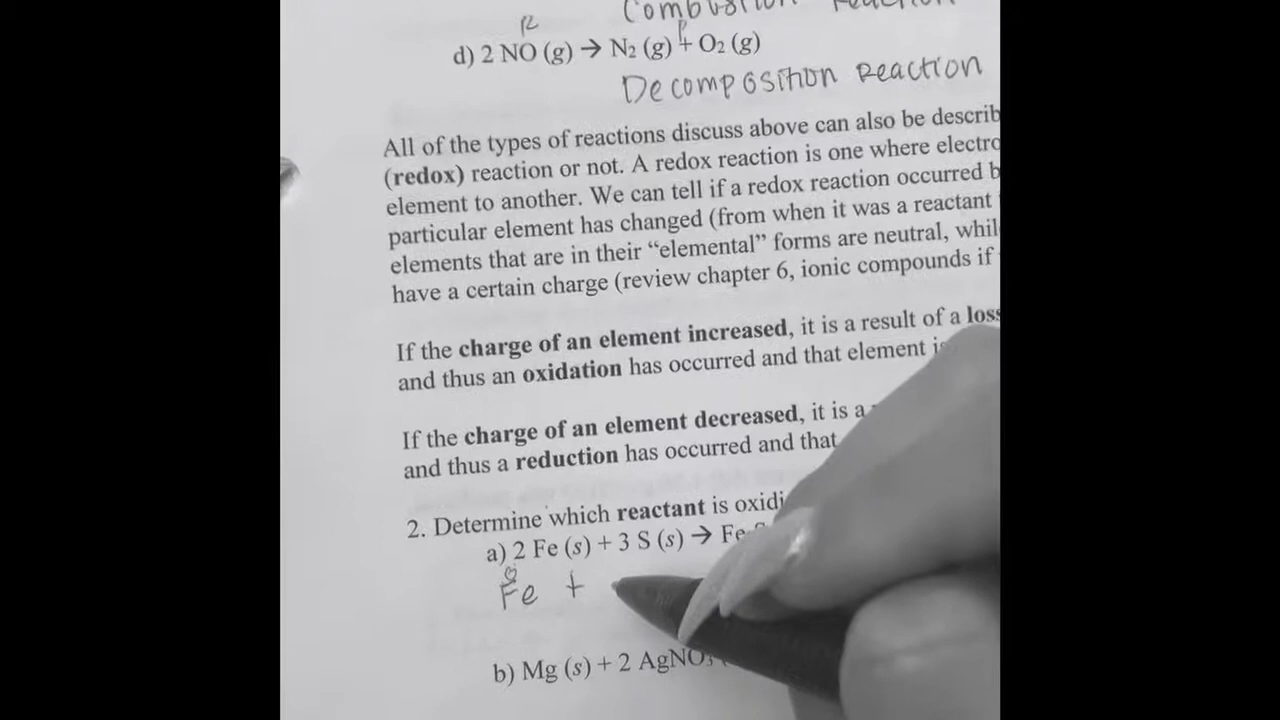 Combustion Reaction
R
P
d) 2 NO (g) → N₂ (g) + O₂ (g)
Decomposition Reaction
All of the types of reactions discuss above can also be describ
(redox) reaction or not. A redox reaction is one where electro
element to another. We can tell if a redox reaction occurred b
particular element has changed (from when it was a reactant
elements that are in their “elemental” forms are neutral, whil
have a certain charge (review chapter 6, ionic compounds if
If the charge of an element increased, it is a result of a loss
and thus an oxidation has occurred and that element is
If the charge of an element decreased, it is a
and thus a reduction has occurred and that
2. Determine which reactant is oxidi
a) 2 Fe (s) + 3 S (s) → Fe
Fe +
b) Mg (s) + 2 AgNO₃